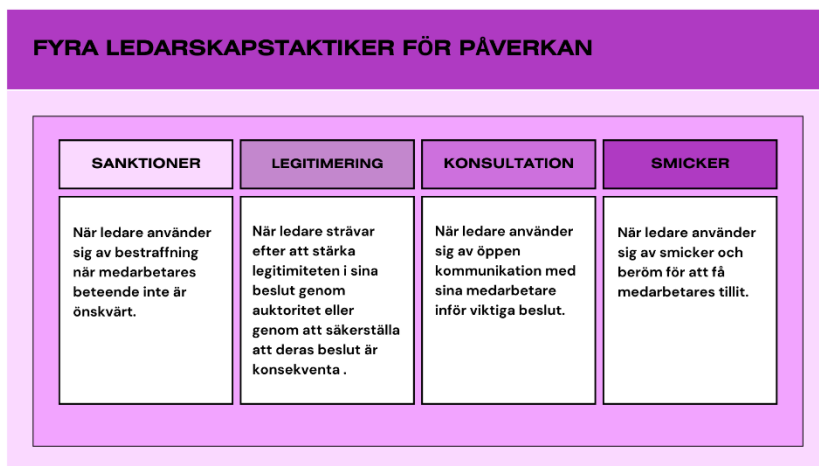 FYRA LEDARSKAPSTAKTIKER FÖR PÅVERKAN
SANKTIONER
När ledare använder
sig av bestraffning
när medarbetares
beteende inte är
önskvärt.
LEGITIMERING
När ledare strävar
efter att stärka
legitimiteten i sina
beslut genom
auktoritet eller
genom att säkerställa
att deras beslut är
konsekventa .
KONSULTATION
När ledare använder
sig av öppen
kommunikation med
sina medarbetare
inför viktiga beslut.
SMICKER
När ledare använder
sig av smicker och
beröm för att få
medarbetares tillit.